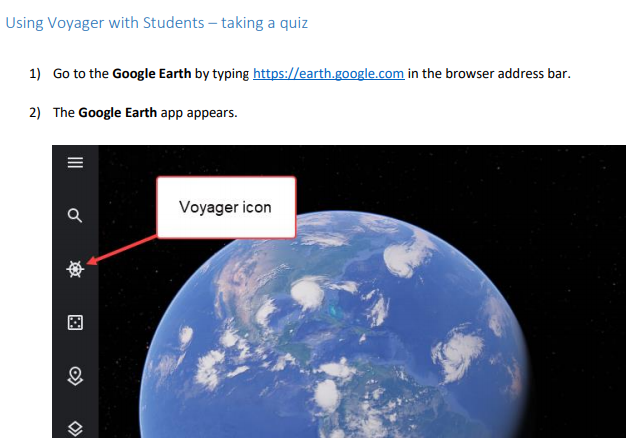 Using Voyager with Students – taking a quiz
1) Go to the Google Earth by typing https://earth.google.com in the browser address bar.
2) The Google Earth app appears.
Voyager icon